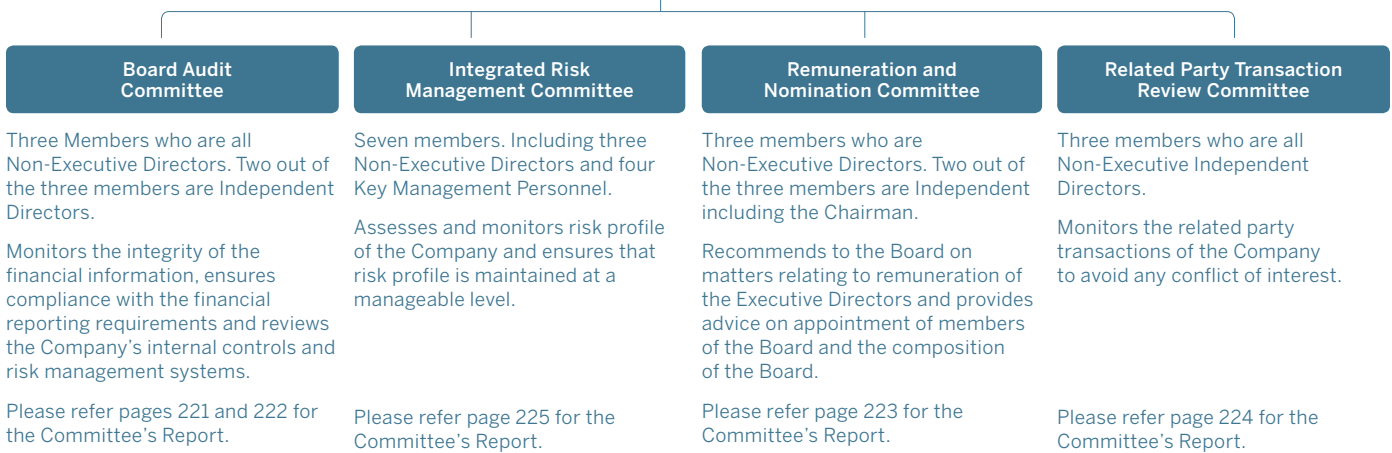 Board Audit
Committee
Three Members who are all
Non-Executive Directors. Two out of
the three members are Independent
Directors.
Monitors the integrity of the
financial information, ensures
compliance with the financial
reporting requirements and reviews
the Company’s internal controls and
risk management systems.
Please refer pages 221 and 222 for
the Committee’s Report.
Integrated Risk
Management Committee
Seven members. Including three
Non-Executive Directors and four
Key Management Personnel.
Assesses and monitors risk profile
of the Company and ensures that
risk profile is maintained at a
manageable level.
Please refer page 225 for the
Committee’s Report.
Remuneration and
Nomination Committee
Three members who are
Non-Executive Directors. Two out of
the three members are Independent
including the Chairman.
Recommends to the Board on
matters relating to remuneration of
the Executive Directors and provides
advice on appointment of members
of the Board and the composition
of the Board.
Please refer page 223 for the
Committee’s Report.
Related Party Transaction
Review Committee
Three members who are all
Non-Executive Independent
Directors.
Monitors the related party
transactions of the Company
to avoid any conflict of interest.
Please refer page 224 for the
Committee’s Report.